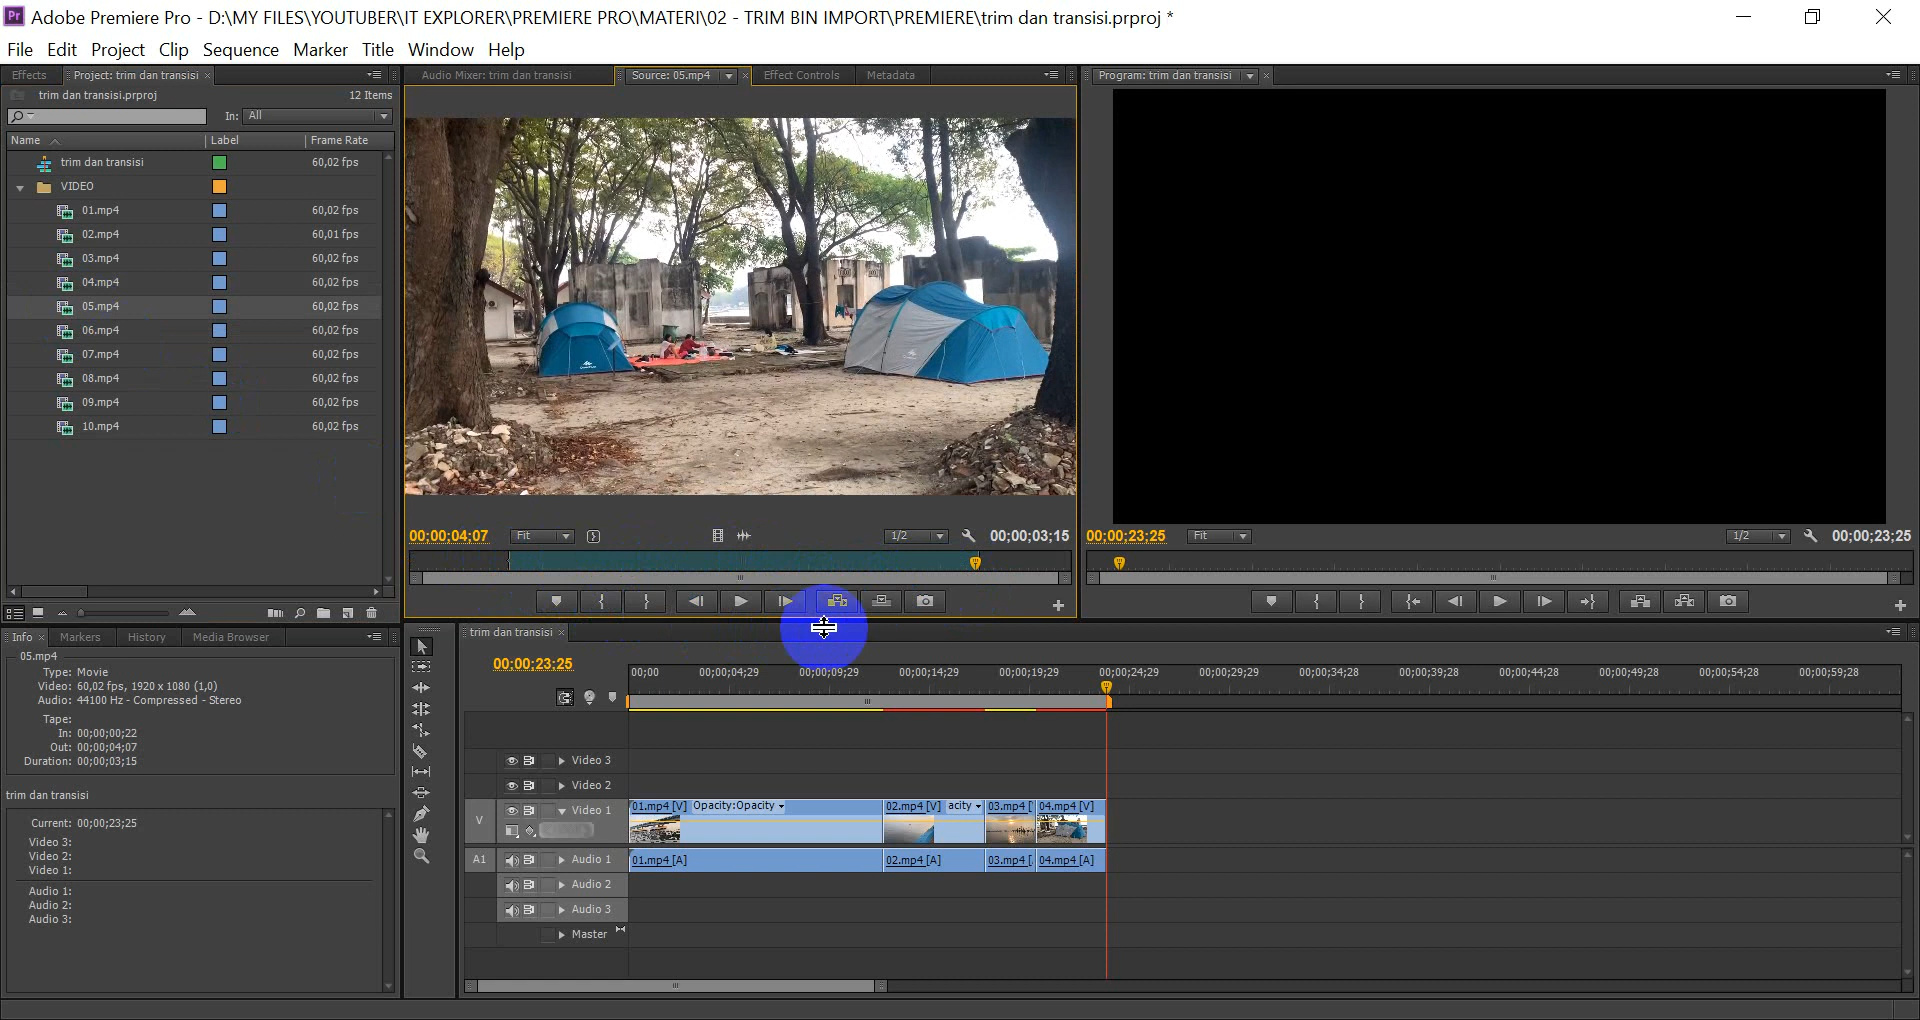 Adobe Premiere Pro - D:\MY FILES\YOUTUBER\IT EXPLORER\PREMIERE PRO\MATERI\02 - TRIM BIN IMPORT\PREMIERE\trim dan transisi.prproj *
File Edit Project Clip Sequence Marker Title Window Help
Effects Project: trim dan transisi
trim dan transisi.prproj 12 Items
In: All
Name Label Frame Rate
trim dan transisi 60,02 fps
VIDEO
01.mp4 60,02 fps
02.mp4 60,01 fps
03.mp4 60,02 fps
04.mp4 60,02 fps
05.mp4 60,02 fps
06.mp4 60,02 fps
07.mp4 60,02 fps
08.mp4 60,02 fps
09.mp4 60,02 fps
10.mp4 60,02 fps
Audio Mixer: trim dan transisi Source: 05.mp4 Effect Controls Metadata
00;00;04;07 Fit 1/2 00;00;03;15
Program: trim dan transisi
00;00;23;25 Fit 1/2 00;00;23;25
Info Markers History Media Browser
05.mp4
Type: Movie
Video: 60,02 fps, 1920 x 1080 (1,0)
Audio: 44100 Hz - Compressed - Stereo
Tape:
In: 00;00;00;22
Out: 00;00;04;07
Duration: 00;00;03;15
trim dan transisi
Current: 00;00;23;25
Video 3:
Video 2:
Video 1:
Audio 1:
Audio 2:
Audio 3:
trim dan transisi
00;00;23;25
00;00 00;00;04;29 00;00;09;29 00;00;14;29 00;00;19;29 00;00;24;29 00;00;29;29 00;00;34;29 00;00;39;29 00;00;44;29 00;00;49;29 00;00;54;29 00;00;59;28
Video 3
Video 2
V Video 1 01.mp4 [V] Opacity:Opacity 02.mp4 [V] acity 03.mp4 [ 04.mp4 [V]
A1 Audio 1 01.mp4 [A] 02.mp4 [A] 03.mp4 [ 04.mp4 [A]
Audio 2
Audio 3
Master